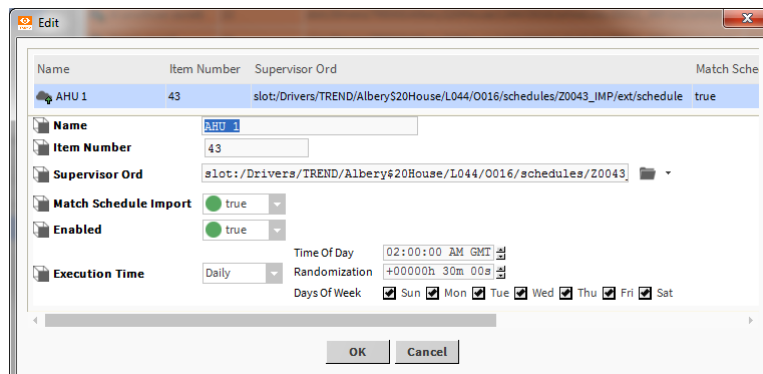 Edit
Name Item Number Supervisor Ord Match Sche
AHU 1 43 slot:/Drivers/TREND/Albery$20House/L044/O016/schedules/Z0043_IMP/ext/schedule true
Name AHU 1
Item Number 43
Supervisor Ord slot:/Drivers/TREND/Albery$20House/L044/O016/schedules/Z0043_
Match Schedule Import true
Enabled true
Time Of Day 02:00:00 AM GMT
Execution Time Daily Randomization +00000h 30m 00s
Days Of Week Sun Mon Tue Wed Thu Fri Sat
OK Cancel